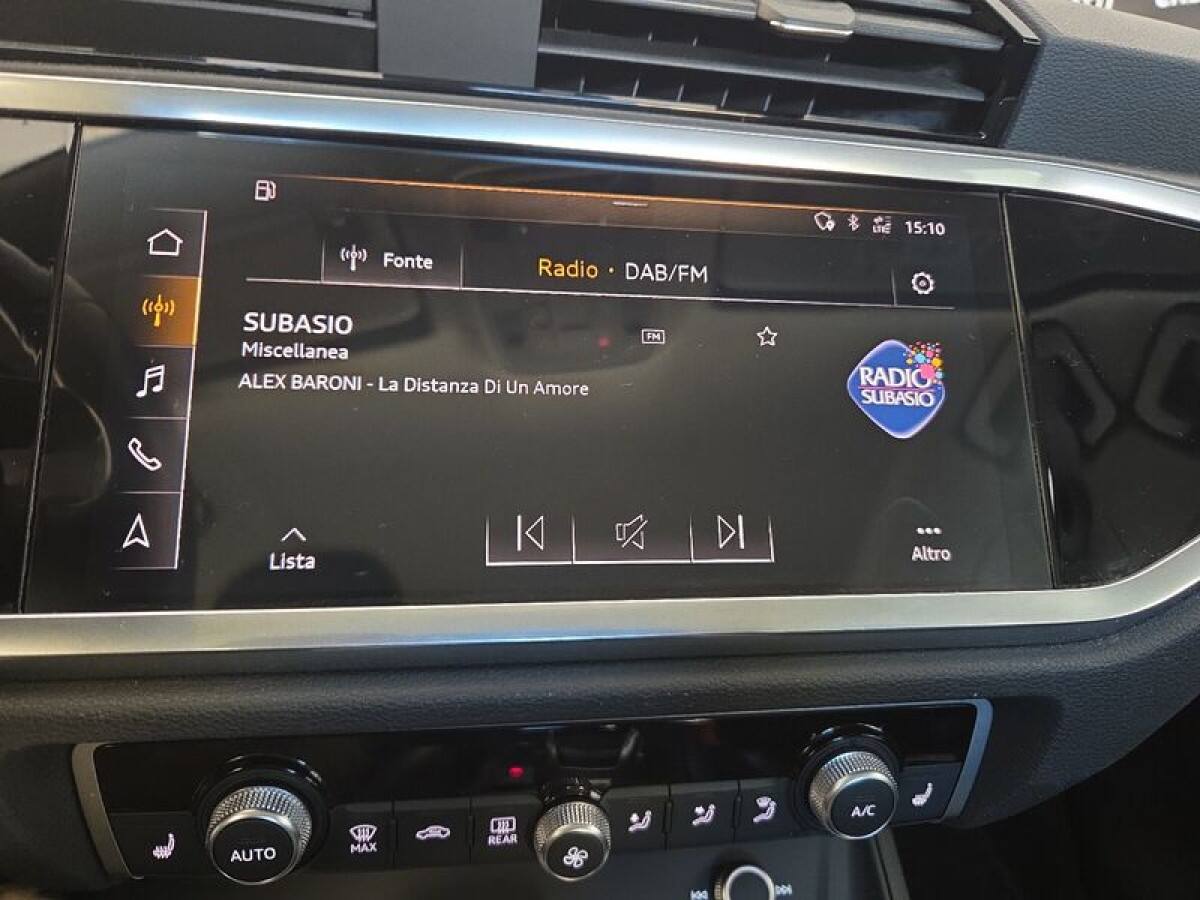 LTE 15:10
Fonte
Radio · DAB/FM
SUBASIO
FM
Miscellanea
ALEX BARONI - La Distanza Di Un Amore
RADIO
SUBASIO
Lista
Altro
AUTO
MAX
REAR
A/C